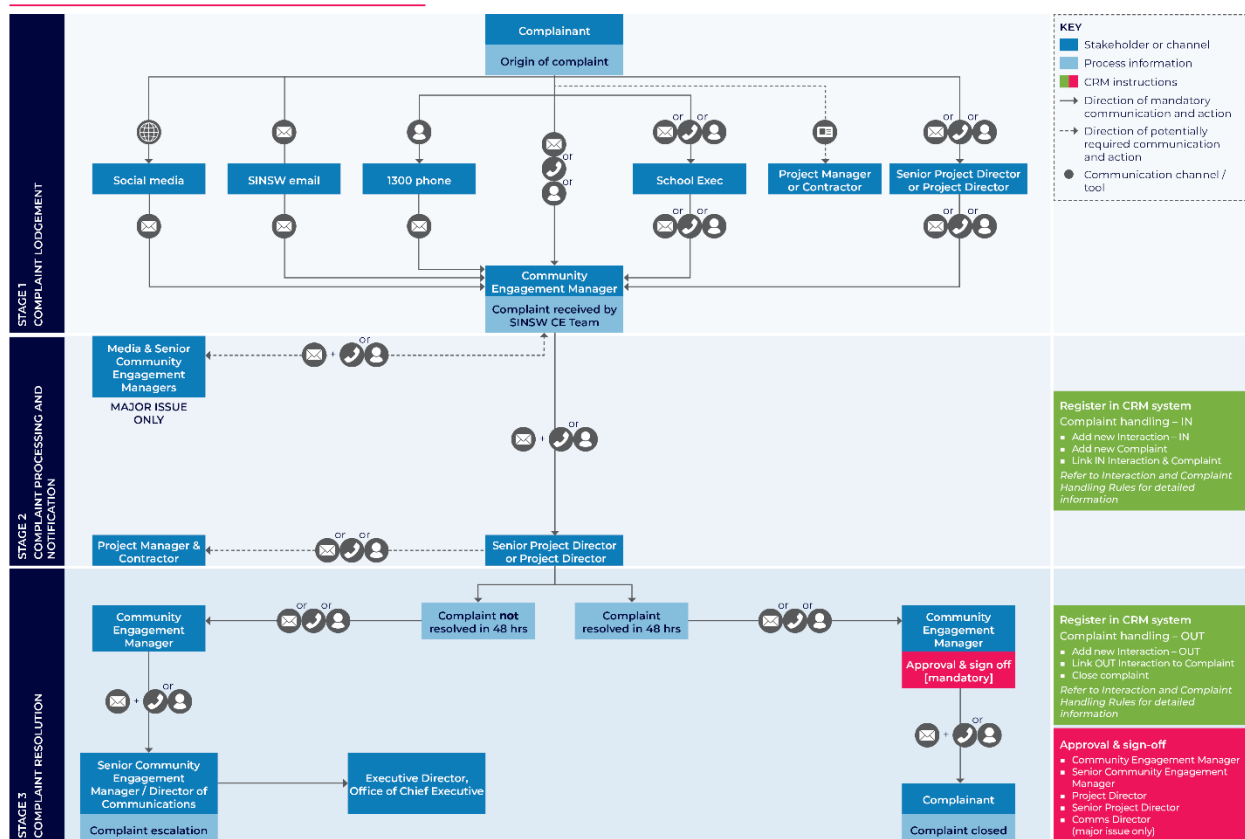 Complainant
Origin of complaint
KEY
Stakeholder or channel
Process information
CRM instructions
Direction of mandatory
communication and action
Direction of potentially
required communication
and action
Communication channel /
tool
STAGE 1
COMPLAINT LODGEMENT
or
or
or
or
or
or
Social media
SINSW email
1300 phone
School Exec
Project Manager
or Contractor
Senior Project Director
or Project Director
or
or
or
or
Community
Engagement Manager
Complaint received by
SINSW CE Team
STAGE 2
COMPLAINT PROCESSING AND
NOTIFICATION
Media & Senior
Community
Engagement
Managers
MAJOR ISSUE
ONLY
+
or
+
or
Register in CRM system
Complaint handling – IN
▪ Add new Interaction – IN
▪ Add new Complaint
▪ Link IN Interaction & Complaint
Refer to Interaction and Complaint
Handling Rules for detailed
information
Project Manager &
Contractor
or
or
Senior Project Director
or Project Director
STAGE 3
COMPLAINT RESOLUTION
Community
Engagement
Manager
or
or
Complaint not
resolved in 48 hrs
Complaint
resolved in 48 hrs
or
or
Community
Engagement
Manager
Approval & sign off
[mandatory]
Register in CRM system
Complaint handling – OUT
▪ Add new Interaction – OUT
▪ Link OUT Interaction to Complaint
▪ Close complaint
Refer to Interaction and Complaint
Handling Rules for detailed
information
+
or
+
or
Senior Community
Engagement
Manager / Director of
Communications
Complaint escalation
Executive Director,
Office of Chief Executive
Complainant
Complaint closed
Approval & sign-off
▪ Community Engagement Manager
▪ Senior Community Engagement
Manager
▪ Project Director
▪ Senior Project Director
▪ Comms Director
(major issue only)